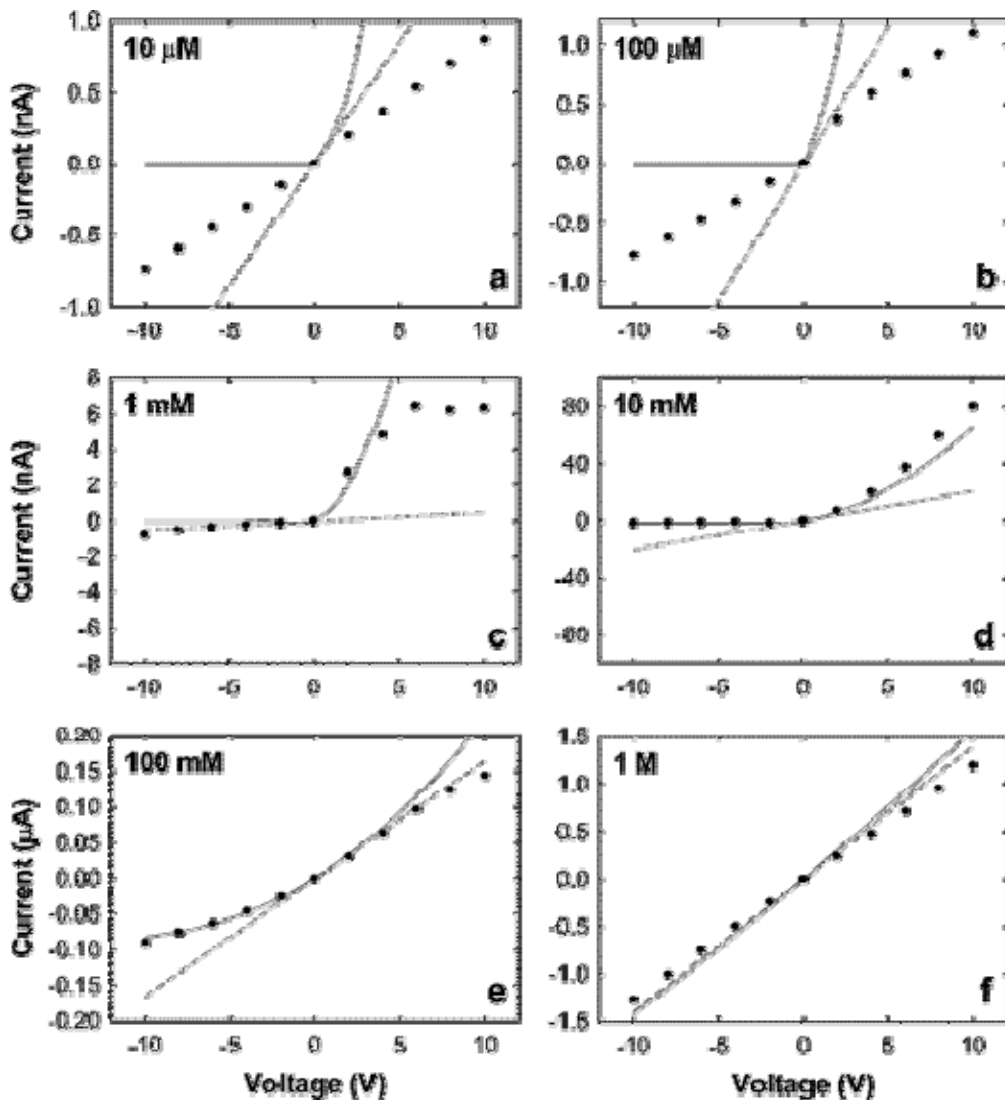 10 μM
100 μM
Current (nA)
1.0
0.5
0.0
-0.5
-1.0
-10 -5 0 5 10
a
1.0
0.5
0.0
-0.5
-1.0
-10 -5 0 5 10
b
1 mM
10 mM
Current (nA)
8
6
4
2
0
-2
-4
-6
-8
-10 -5 0 5 10
c
80
40
0
-40
-80
-10 -5 0 5 10
d
100 mM
1 M
Current (μA)
0.20
0.15
0.10
0.05
0.00
-0.05
-0.10
-0.15
-0.20
-10 -5 0 5 10
e
1.5
1.0
0.5
0.0
-0.5
-1.0
-1.5
-10 -5 0 5 10
f
Voltage (V)
Voltage (V)